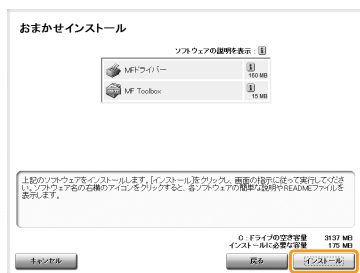 おまかせインストール
ソフトウェアの説明を表示：i
MFドライバー
i
160 MB
MF Toolbox
i
15 MB
上記のソフトウェアをインストールします。[インストール]をクリックし、画面の指示に従って実行してくださ
い。ソフトウェア名の右横のアイコンをクリックすると、各ソフトウェアの簡単な説明やREADMEファイルを
表示します。
C：ドライブの空き容量 3137 MB
インストールに必要な容量 175 MB
キャンセル
戻る
インストール